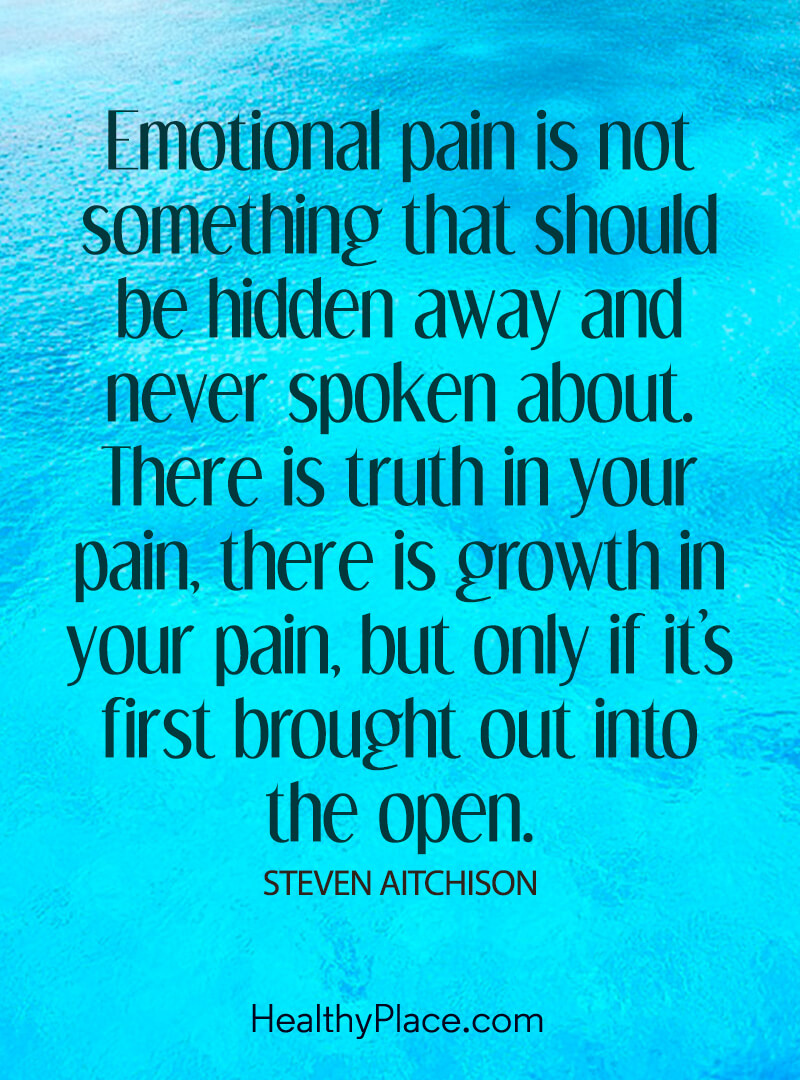 Emotional pain is not
something that should
be hidden away and
never spoken about.
There is truth in your
pain, there is growth in
your pain, but only if it’s
first brought out into
the open.
STEVEN AITCHISON
HealthyPlace.com